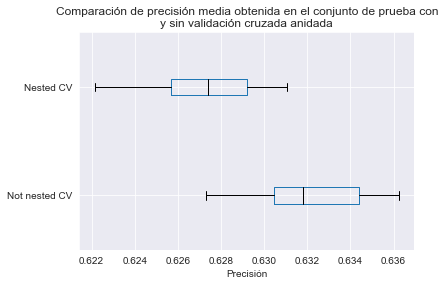 Comparación de precisión media obtenida en el conjunto de prueba con
y sin validación cruzada anidada
Nested CV
Not nested CV
0.622 0.624 0.626 0.628 0.630 0.632 0.634 0.636
Precisión